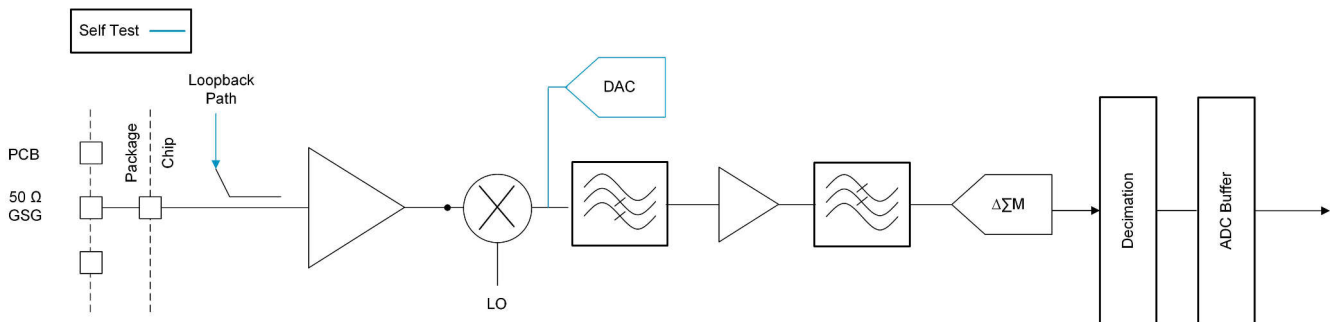 Self Test
Loopback
Path
DAC
PCB
Package
Chip
50 Ω
GSG
LO
ΔΣM
Decimation
ADC Buffer